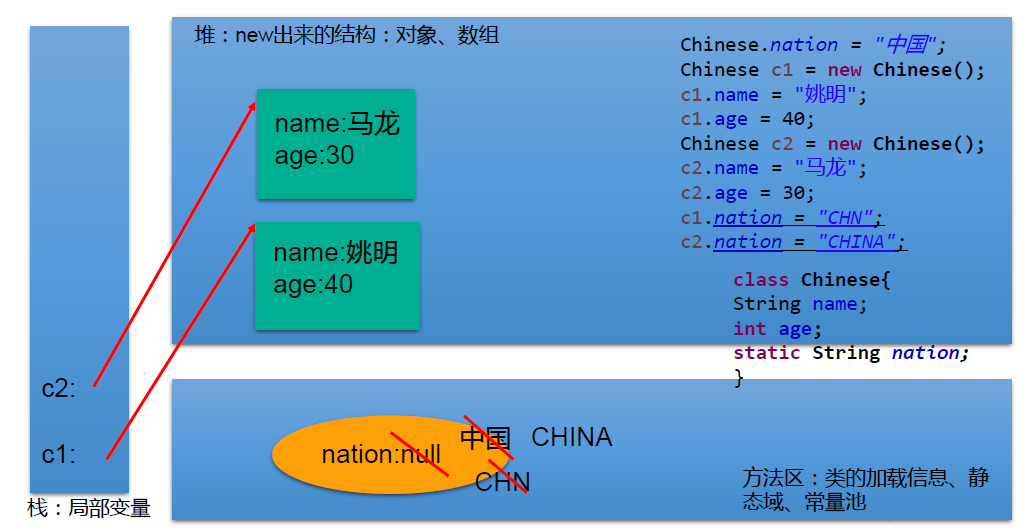 堆：new出来的结构：对象、数组
name:马龙
age:30
name:姚明
age:40
Chinese.nation = "中国";
Chinese c1 = new Chinese();
c1.name = "姚明";
c1.age = 40;
Chinese c2 = new Chinese();
c2.name = "马龙";
c2.age = 30;
c1.nation = "CHN";
c2.nation = "CHINA";
class Chinese{
String name;
int age;
static String nation;
}
c2:
c1:
栈：局部变量
nation:null
中国
CHINA
CHN
方法区：类的加载信息、静
态域、常量池